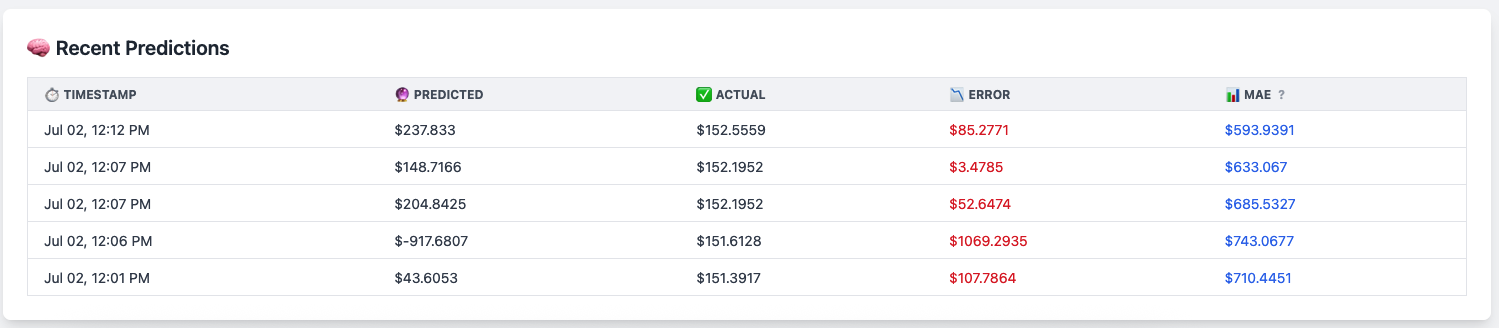 🧠 Recent Predictions
⏱ TIMESTAMP 🔮 PREDICTED ✅ ACTUAL 📉 ERROR 📊 MAE ?
Jul 02, 12:12 PM $237.833 $152.5559 $85.2771 $593.9391
Jul 02, 12:07 PM $148.7166 $152.1952 $3.4785 $633.067
Jul 02, 12:07 PM $204.8425 $152.1952 $52.6474 $685.5327
Jul 02, 12:06 PM $-917.6807 $151.6128 $1069.2935 $743.0677
Jul 02, 12:01 PM $43.6053 $151.3917 $107.7864 $710.4451